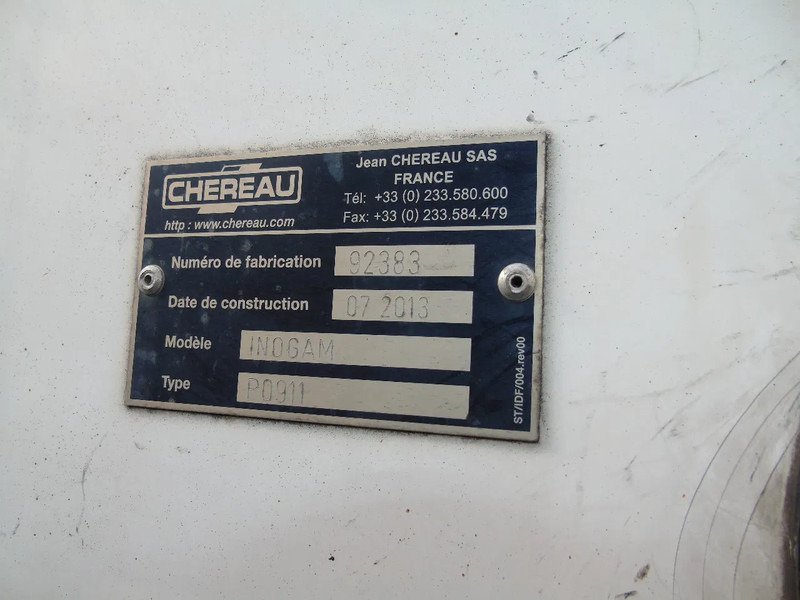 CHEREAU
http : www.chereau.com
Jean CHEREAU SAS
FRANCE
Tél: +33 (0) 233.580.600
Fax: +33 (0) 233.584.479
Numéro de fabrication 92383
Date de construction 07 2013
Modèle INOGAM
Type P0911
ST/IDF/004.rev00